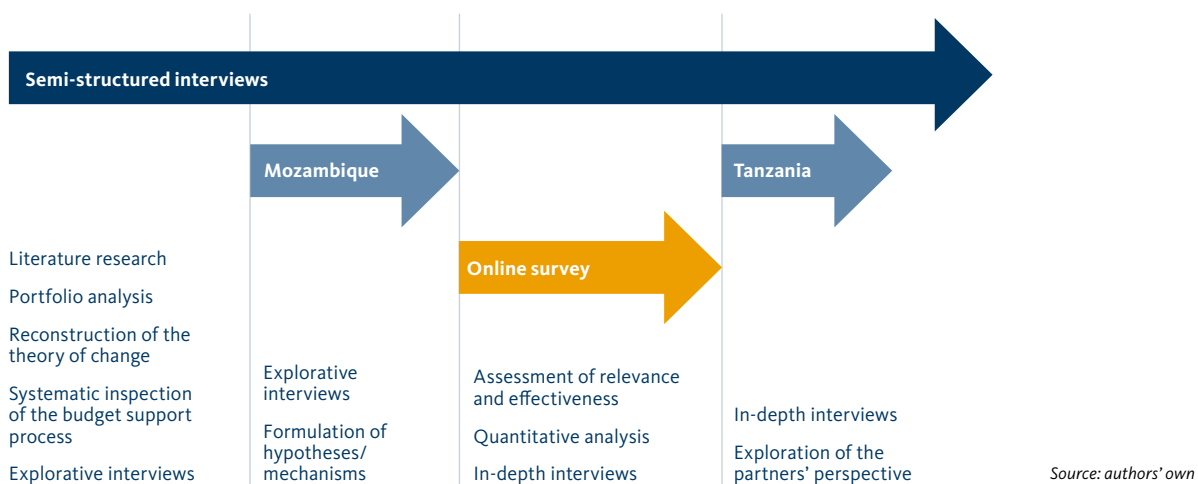 Semi-structured interviews
Mozambique
Tanzania
Online survey
Literature research
Portfolio analysis
Reconstruction of the
theory of change
Systematic inspection
of the budget support
process
Explorative interviews
Explorative
interviews
Formulation of
hypotheses/
mechanisms
Assessment of relevance
and effectiveness
Quantitative analysis
In-depth interviews
In-depth interviews
Exploration of the
partners’ perspective
Source: authors’ own